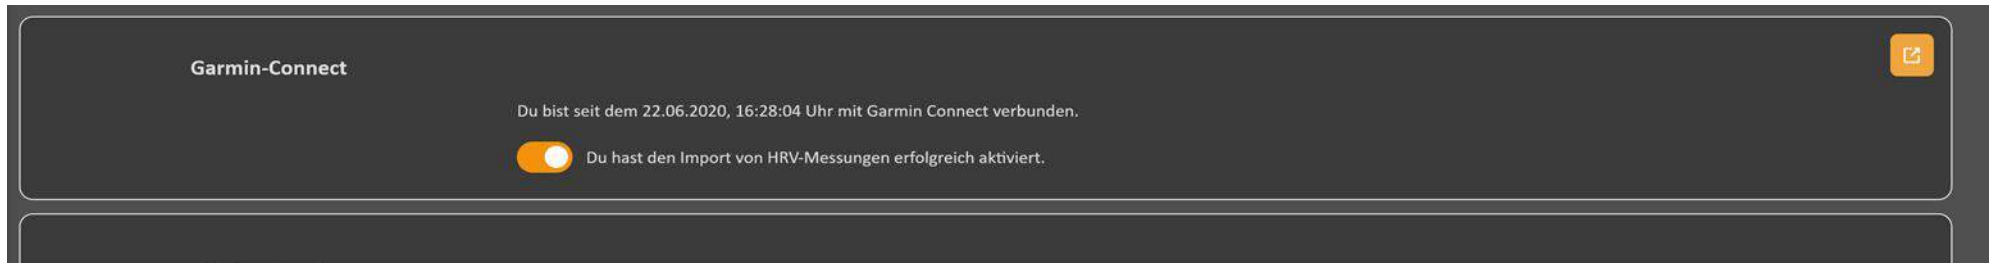 Garmin-Connect
Du bist seit dem 22.06.2020, 16:28:04 Uhr mit Garmin Connect verbunden.
Du hast den Import von HRV-Messungen erfolgreich aktiviert.